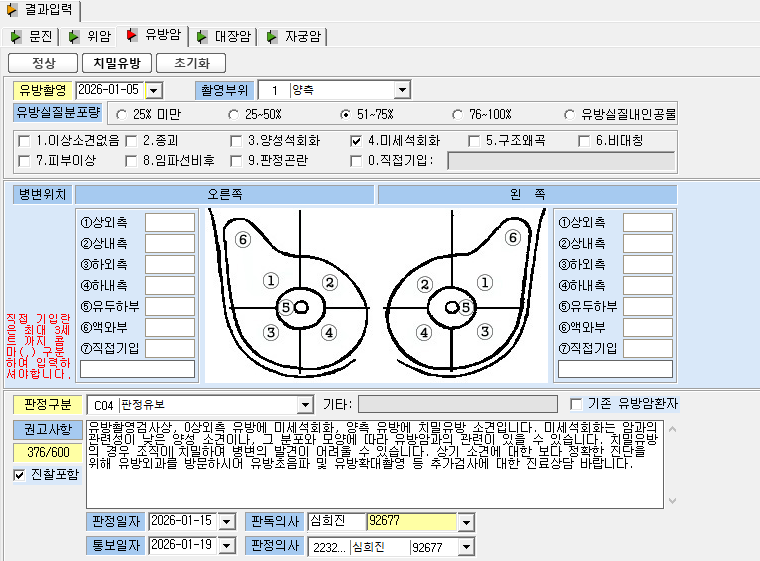 결과입력
문진 위암 유방암 대장암 자궁암
정상 치밀유방 초기화
유방촬영 2026-01-05 촬영부위 1 양측
유방실질분포량 25% 미만 25~50% 51~75% 76~100% 유방실질내인공물
1.이상소견없음 2.종괴 3.양성석회화 4.미세석회화 5.구조왜곡 6.비대칭
7.피부이상 8.임파선비후 9.판정곤란 0.직접기입:
병변위치 오른쪽 왼 쪽
①상외측 ①상외측
②상내측 ②상내측
③하외측 ③하외측
④하내측 ④하내측
⑤유두하부 ⑤유두하부
⑥액와부 ⑥액와부
⑦직접기입 ⑦직접기입
⑥ ① ② ⑤ ③ ④
⑥ ② ① ⑤ ④ ③
직접 기입란
은 최대 3세
트 까지 콤
마(,) 구분
하여 입력하
셔야합니다.
판정구분 C04 판정유보 기타: 기존 유방암환자
권고사항
376/600
진찰포함
유방촬영검사상, 0상외측 유방에 미세석회화, 양측 유방에 치밀유방 소견입니다. 미세석회화는 암과의
관련성이 낮은 양성 소견이나, 그 분포와 모양에 따라 유방암과의 관련이 있을 수 있습니다. 치밀유방
의 경우 조직이 치밀하여 병변의 발견이 어려울 수 있습니다. 상기 소견에 대한 보다 정확한 진단을
위해 유방외과를 방문하시어 유방초음파 및 유방확대촬영 등 추가검사에 대한 진료상담 바랍니다.
판정일자 2026-01-15 판독의사 심희진 92677
통보일자 2026-01-19 판정의사 2232... 심희진 92677